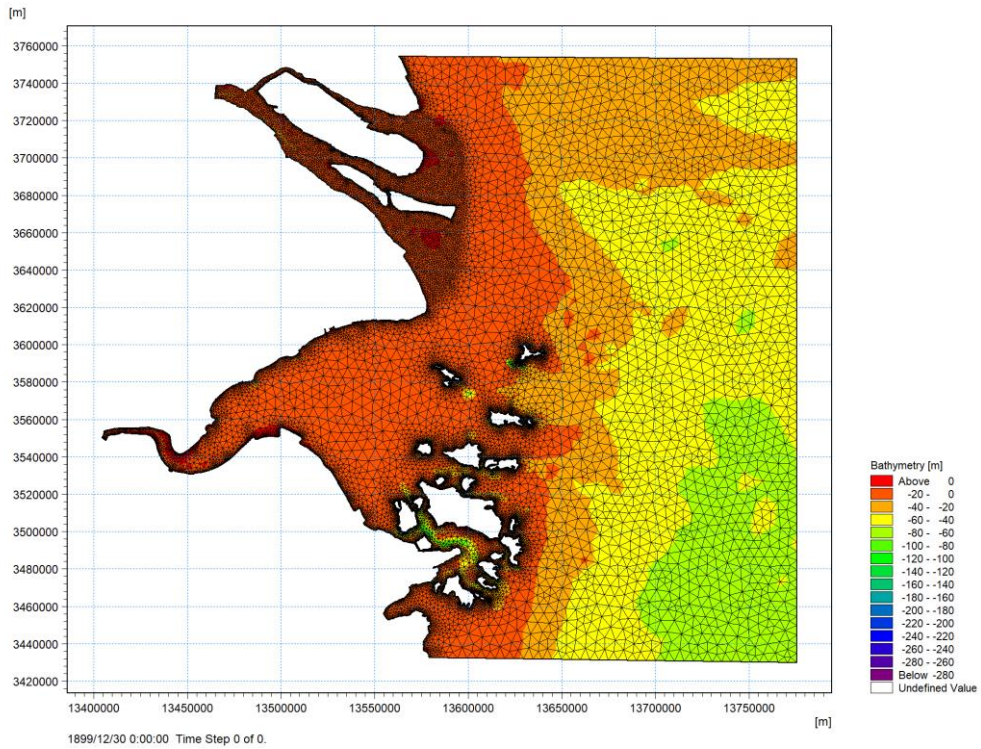 [m]
3760000
3740000
3720000
3700000
3680000
3660000
3640000
3620000
3600000
3580000
3560000
3540000
3520000
3500000
3480000
3460000
3440000
3420000
13400000 13450000 13500000 13550000 13600000 13650000 13700000 13750000
[m]
1899/12/30 0:00:00 Time Step 0 of 0.
Bathymetry [m]
Above 0
-20 - 0
-40 - -20
-60 - -40
-80 - -60
-100 - -80
-120 - -100
-140 - -120
-160 - -140
-180 - -160
-200 - -180
-220 - -200
-240 - -220
-260 - -240
-280 - -260
Below -280
Undefined Value